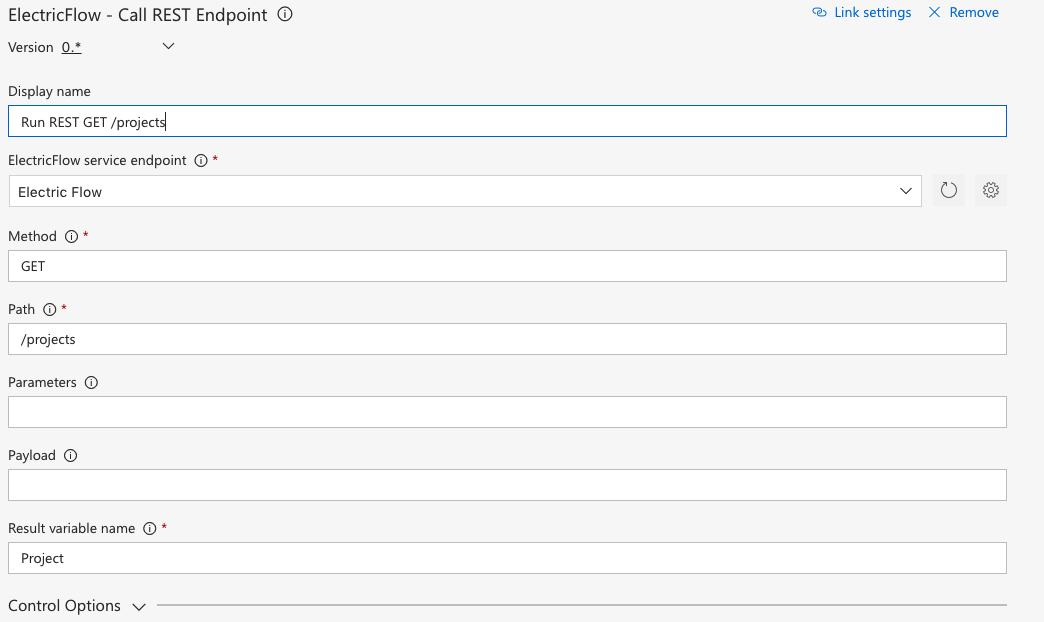 ElectricFlow - Call REST Endpoint
Link settings
Remove
Version 0.*
Display name
Run REST GET /projects
ElectricFlow service endpoint *
Electric Flow
Method *
GET
Path *
/projects
Parameters
Payload
Result variable name *
Project
Control Options